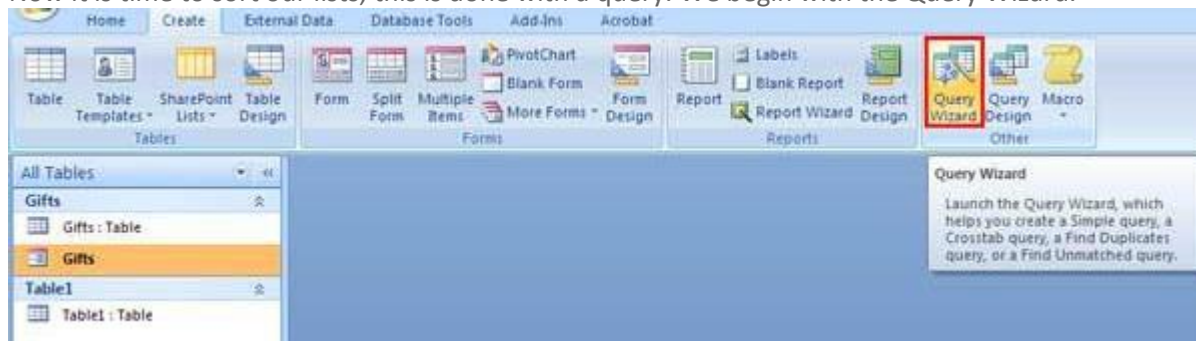 Now it is time to sort our lists, this is done with a query. We begin with the Query Wizard.
Home Create External Data Database Tools Add-Ins Acrobat
Table
Table Templates
SharePoint Lists
Table Design
Tables
Form
Split Form
Multiple Items
PivotChart
Blank Form
More Forms
Form Design
Forms
Report
Labels
Blank Report
Report Wizard
Report Design
Reports
Query Wizard
Query Design
Macro
Other
All Tables
Gifts
Gifts : Table
Gifts
Table1
Table1 : Table
Query Wizard
Launch the Query Wizard, which
helps you create a Simple query, a
Crosstab query, a Find Duplicates
query, or a Find Unmatched query.